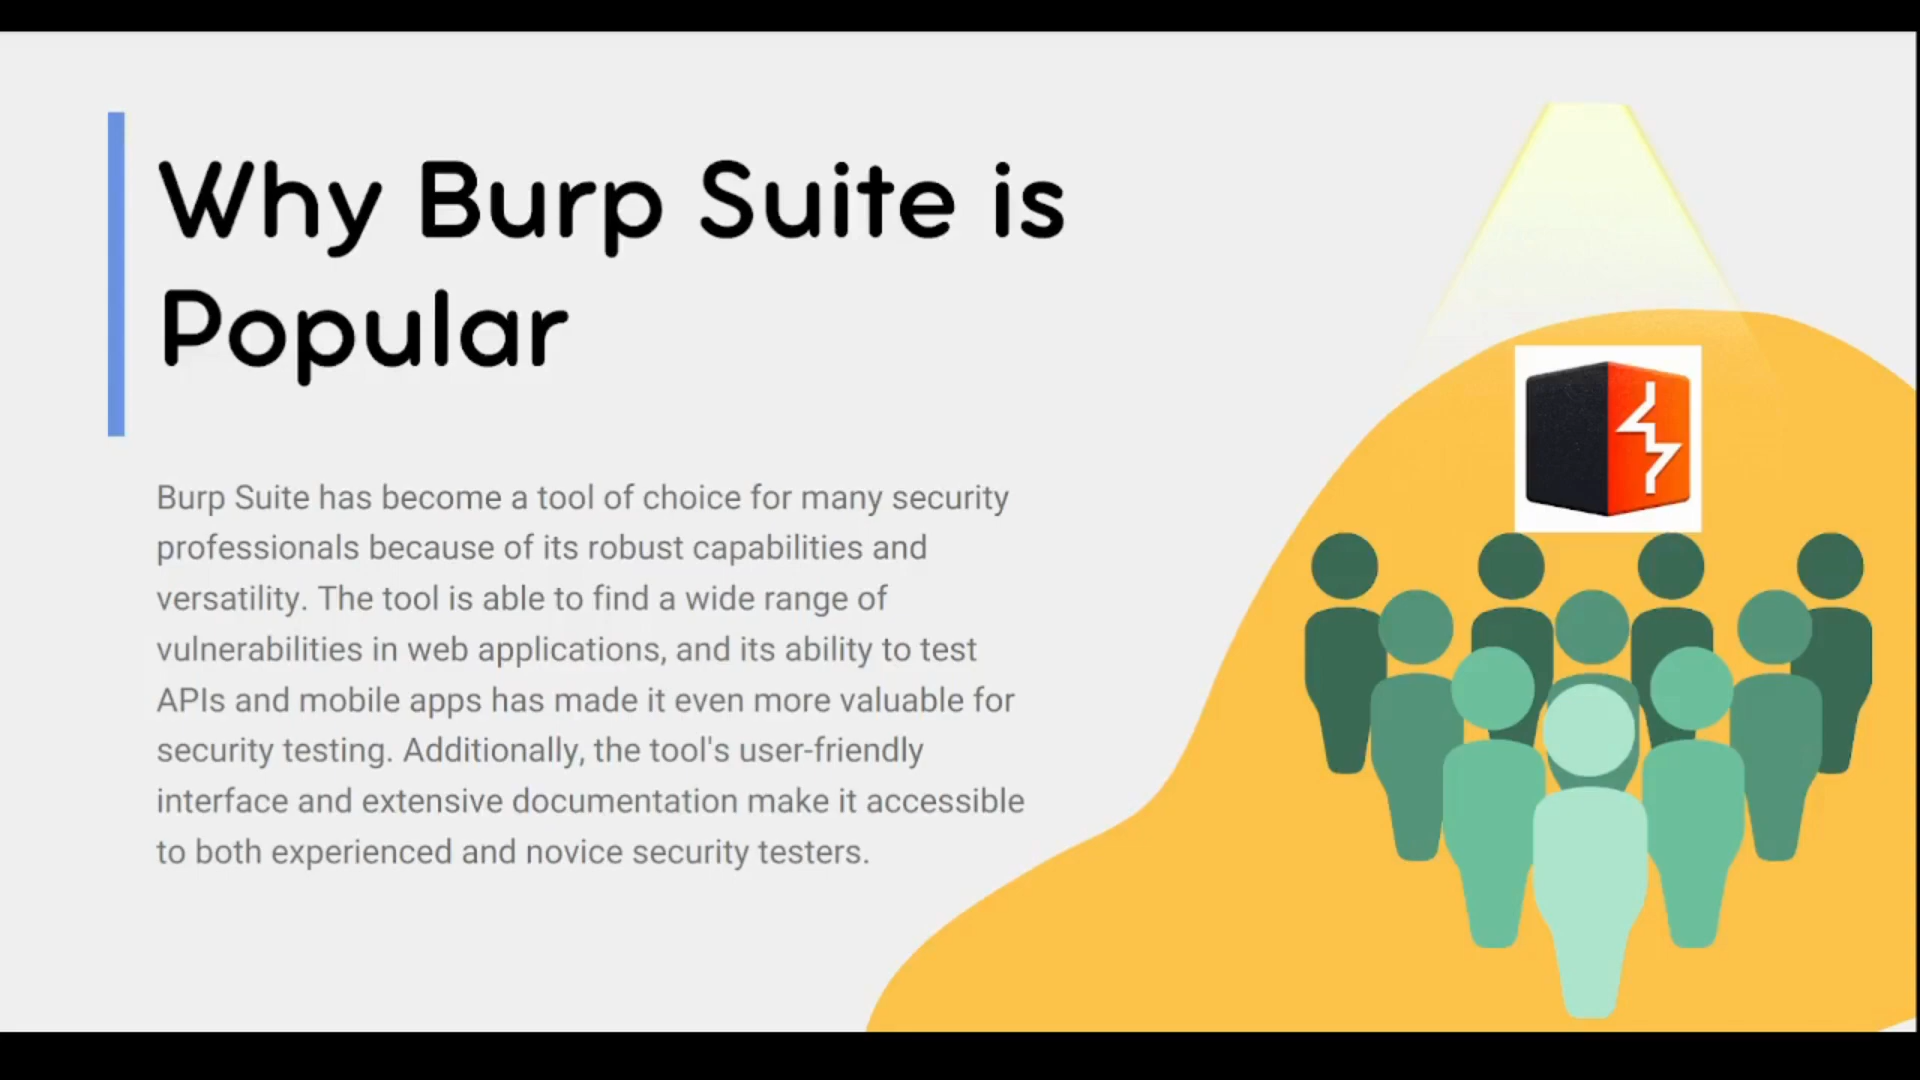 Why Burp Suite is
Popular
Burp Suite has become a tool of choice for many security
professionals because of its robust capabilities and
versatility. The tool is able to find a wide range of
vulnerabilities in web applications, and its ability to test
APIs and mobile apps has made it even more valuable for
security testing. Additionally, the tool's user-friendly
interface and extensive documentation make it accessible
to both experienced and novice security testers.